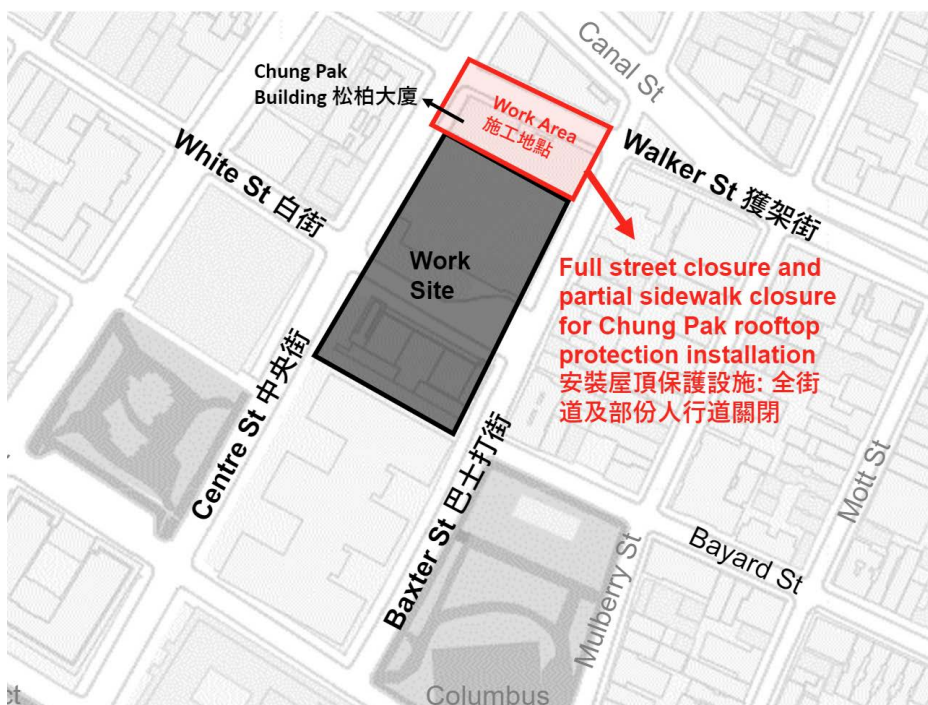 Canal St
Chung Pak
Building 松柏大廈
Work Area
施工地點
White St 白街
Walker St 獲架街
Work
Site
Full street closure and
partial sidewalk closure
for Chung Pak rooftop
protection installation
安裝屋頂保護設施: 全街
道及部份人行道關閉
Centre St 中央街
Baxter St 巴士打街
Mott St
Bayard St
Mulberry St
Columbus
ct